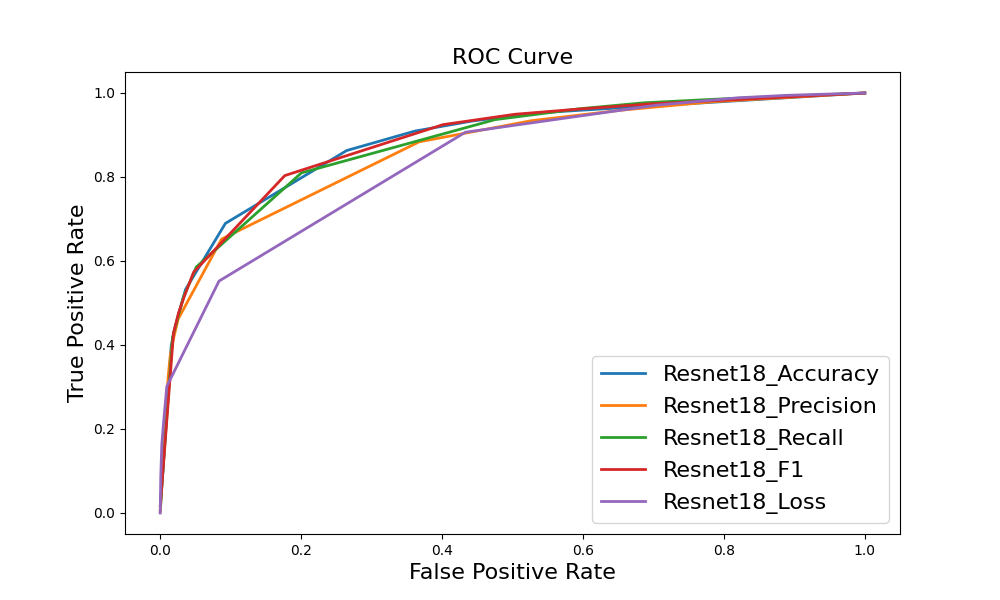 ROC Curve
True Positive Rate
1.0
0.8
0.6
0.4
0.2
0.0
Resnet18_Accuracy
Resnet18_Precision
Resnet18_Recall
Resnet18_F1
Resnet18_Loss
0.0 0.2 0.4 0.6 0.8 1.0
False Positive Rate